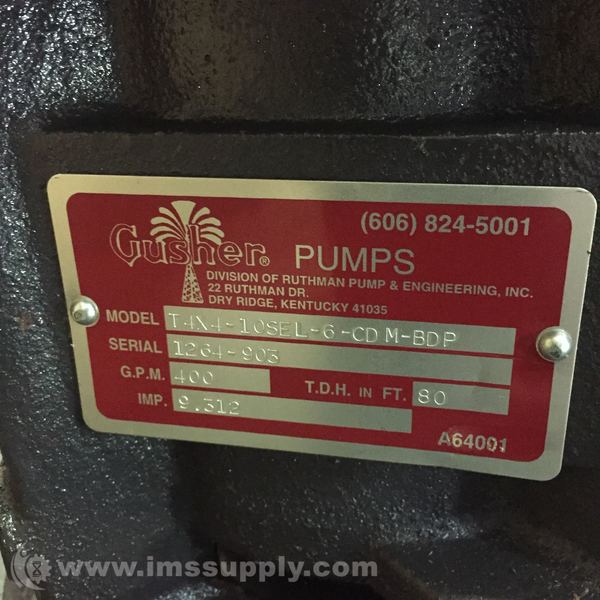 (606) 824-5001
Gusher® PUMPS
DIVISION OF RUTHMAN PUMP & ENGINEERING, INC.
22 RUTHMAN DR.
DRY RIDGE, KENTUCKY 41035
MODEL T4X4-10SEL-6-CDM-BDP
SERIAL 1264-903
G.P.M. 400 T.D.H. IN FT. 80
IMP. 9.312
A64001
www.imssupply.com